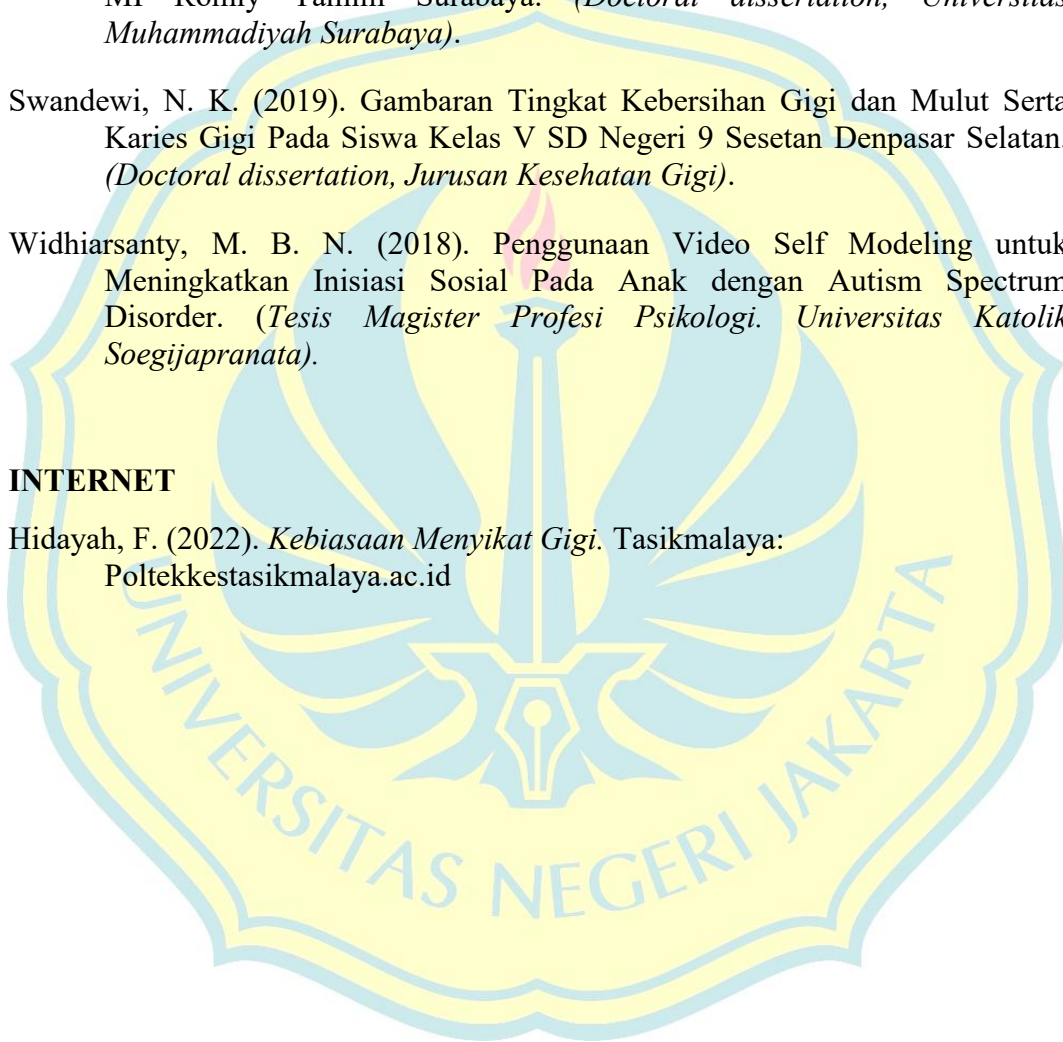 MI Romly Tamim Surabaya. (Doctoral dissertation, Universitas
Muhammadiyah Surabaya).
Swandewi, N. K. (2019). Gambaran Tingkat Kebersihan Gigi dan Mulut Serta
Karies Gigi Pada Siswa Kelas V SD Negeri 9 Sesetan Denpasar Selatan.
(Doctoral dissertation, Jurusan Kesehatan Gigi).
Widhiarsanty, M. B. N. (2018). Penggunaan Video Self Modeling untuk
Meningkatkan Inisiasi Sosial Pada Anak dengan Autism Spectrum
Disorder. (Tesis Magister Profesi Psikologi. Universitas Katolik
Soegijapranata).
INTERNET
Hidayah, F. (2022). Kebiasaan Menyikat Gigi. Tasikmalaya:
Poltekkestasikmalaya.ac.id
UNIVERSITAS NEGERI JAKARTA